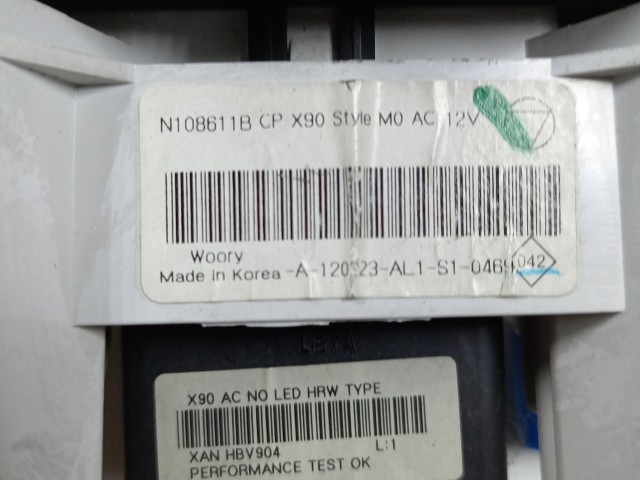 N108611B CP X90 Style M0 AC 12V
Woory
Made in Korea -A-120323-AL1-S1-0469 042
X90 AC NO LED HRW TYPE
XAN HBV904 L:1
PERFORMANCE TEST OK